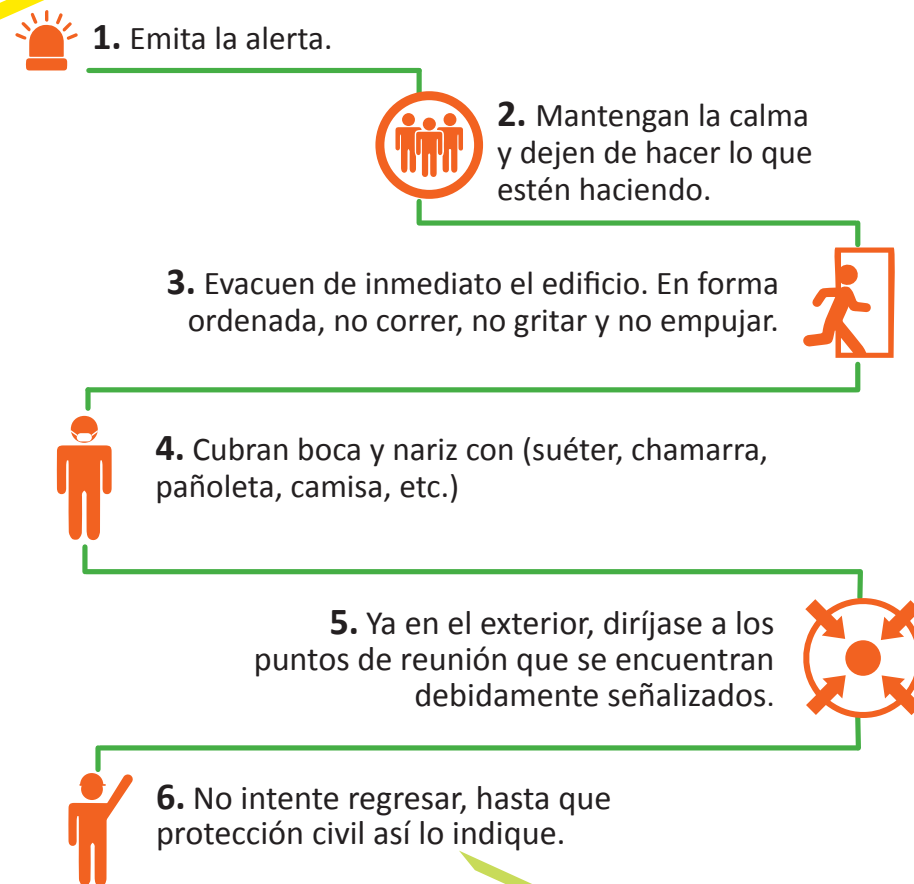 1. Emita la alerta.
2. Mantengan la calma
y dejen de hacer lo que
estén haciendo.
3. Evacuen de inmediato el edificio. En forma
ordenada, no correr, no gritar y no empujar.
4. Cubran boca y nariz con (suéter, chamarra,
pañoleta, camisa, etc.)
5. Ya en el exterior, diríjase a los
puntos de reunión que se encuentran
debidamente señalizados.
6. No intente regresar, hasta que
protección civil así lo indique.